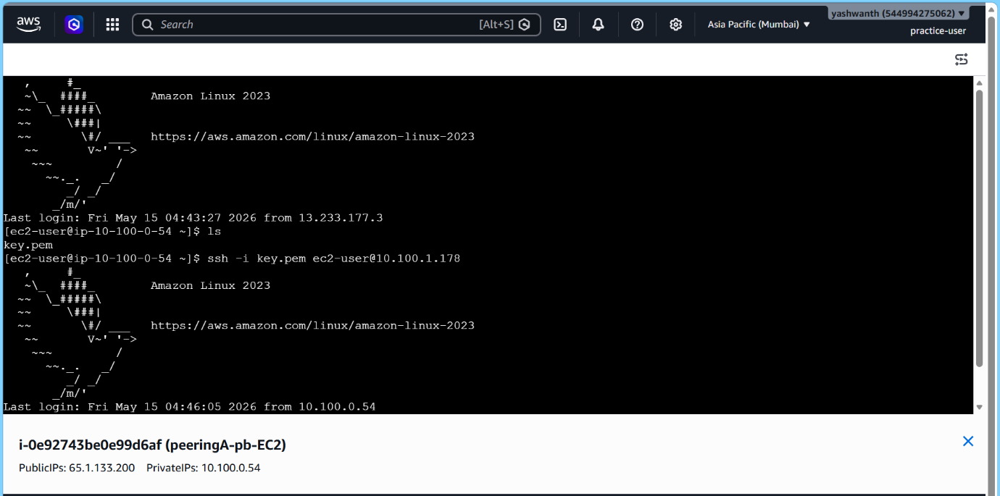 aws
Search
[Alt+S]
Asia Pacific (Mumbai) ▼
yashwanth (544994275062) ▼
practice-user
   ,     #_
   ~\_  ####_        Amazon Linux 2023
  ~~  \_#####\
  ~~     \###|
  ~~       \#/ ___   https://aws.amazon.com/linux/amazon-linux-2023
   ~~       V~' '->
    ~~~         /
      ~~._.   _/
         _/ _/
       _/m/'
Last login: Fri May 15 04:43:27 2026 from 13.233.177.3
[ec2-user@ip-10-100-0-54 ~]$ ls
key.pem
[ec2-user@ip-10-100-0-54 ~]$ ssh -i key.pem ec2-user@10.100.1.178
   ,     #_
   ~\_  ####_        Amazon Linux 2023
  ~~  \_#####\
  ~~     \###|
  ~~       \#/ ___   https://aws.amazon.com/linux/amazon-linux-2023
   ~~       V~' '->
    ~~~         /
      ~~._.   _/
         _/ _/
       _/m/'
Last login: Fri May 15 04:46:05 2026 from 10.100.0.54
i-0e92743be0e99d6af (peeringA-pb-EC2)
PublicIPs: 65.1.133.200 PrivateIPs: 10.100.0.54